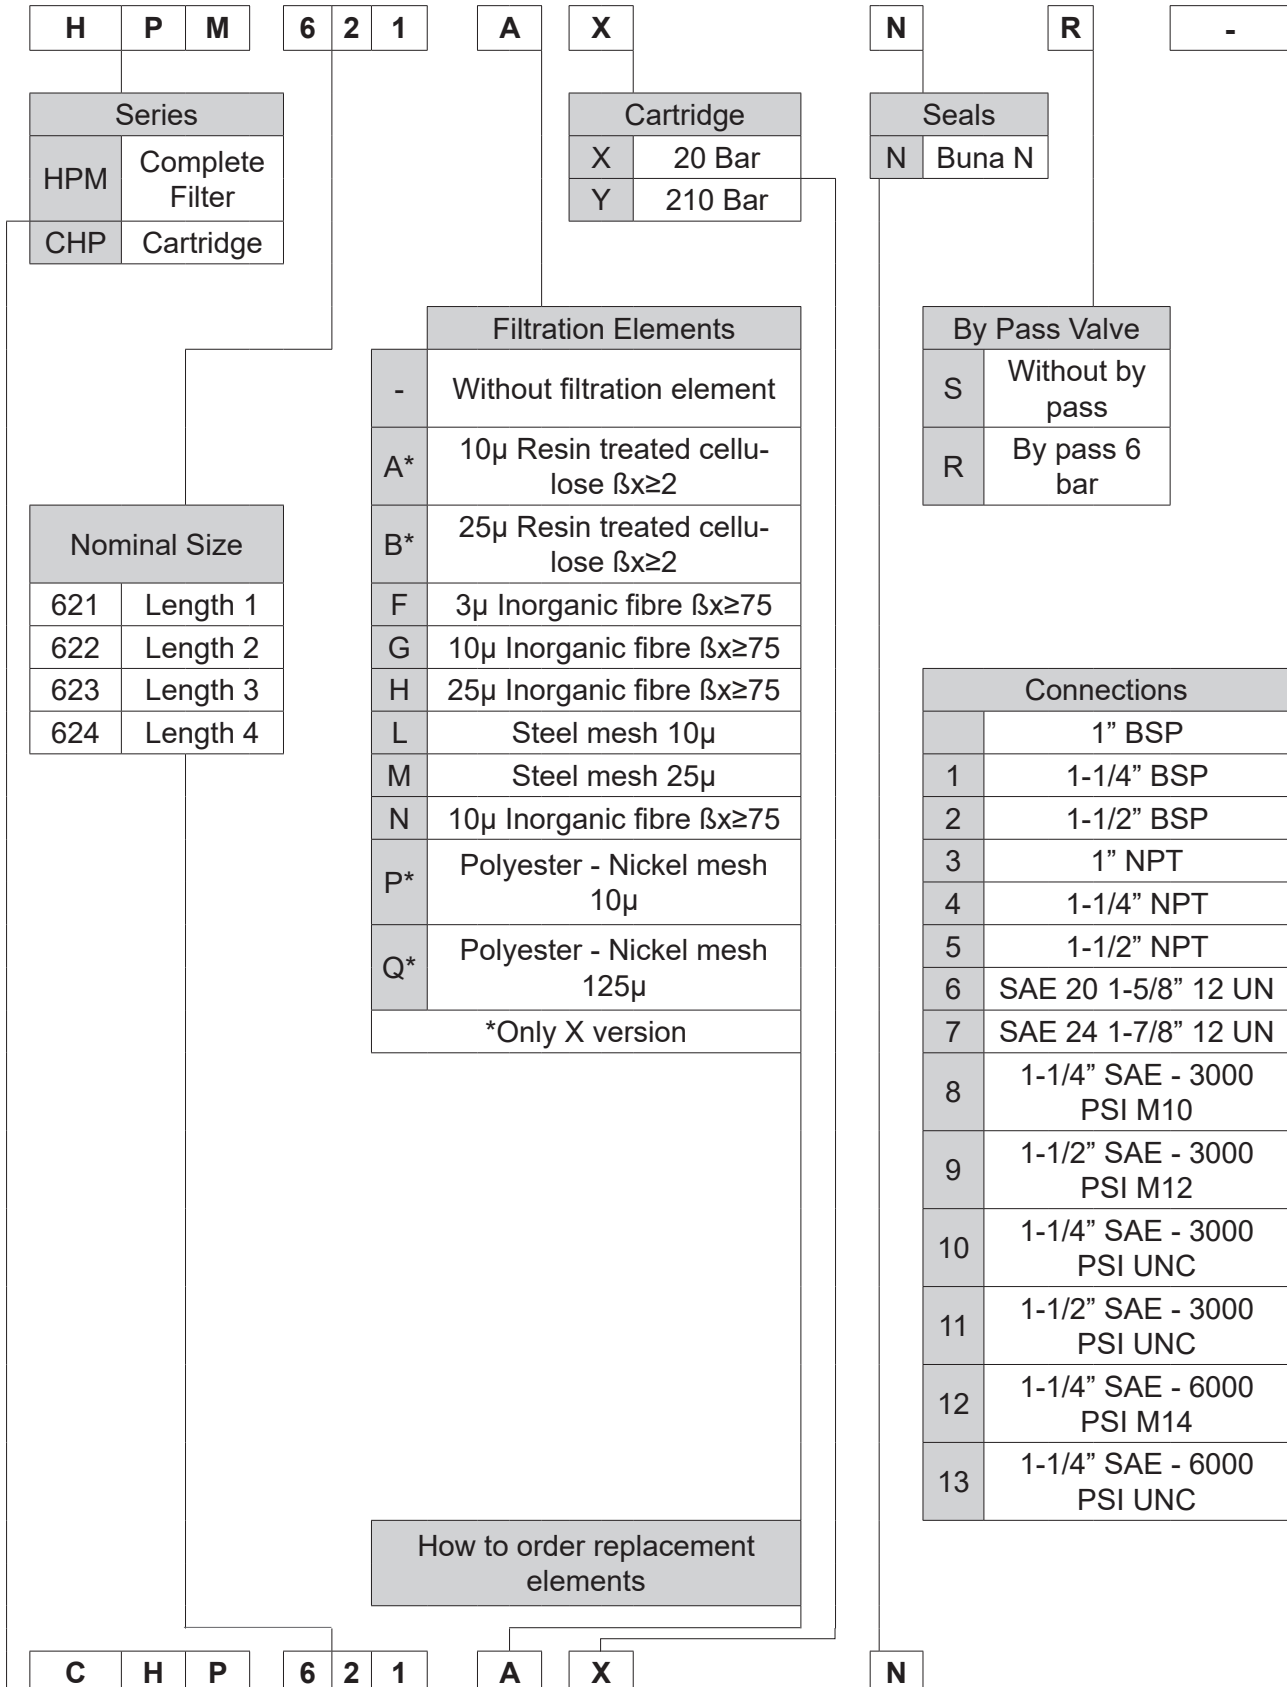 H P M 6 2 1 A X N R -
Series
HPM Complete
Filter
CHP Cartridge
Cartridge
X 20 Bar
Y 210 Bar
Seals
N Buna N
Filtration Elements
- Without filtration element
A* 10µ Resin treated cellu-
lose ßx≥2
B* 25µ Resin treated cellu-
lose ßx≥2
F 3µ Inorganic fibre ßx≥75
G 10µ Inorganic fibre ßx≥75
H 25µ Inorganic fibre ßx≥75
L Steel mesh 10µ
M Steel mesh 25µ
N 10µ Inorganic fibre ßx≥75
P* Polyester - Nickel mesh
10µ
Q* Polyester - Nickel mesh
125µ
*Only X version
By Pass Valve
S Without by
pass
R By pass 6
bar
Nominal Size
621 Length 1
622 Length 2
623 Length 3
624 Length 4
Connections
1” BSP
1 1-1/4” BSP
2 1-1/2” BSP
3 1” NPT
4 1-1/4” NPT
5 1-1/2” NPT
6 SAE 20 1-5/8” 12 UN
7 SAE 24 1-7/8” 12 UN
8 1-1/4” SAE - 3000
PSI M10
9 1-1/2” SAE - 3000
PSI M12
10 1-1/4” SAE - 3000
PSI UNC
11 1-1/2” SAE - 3000
PSI UNC
12 1-1/4” SAE - 6000
PSI M14
13 1-1/4” SAE - 6000
PSI UNC
How to order replacement
elements
C H P 6 2 1 A X N